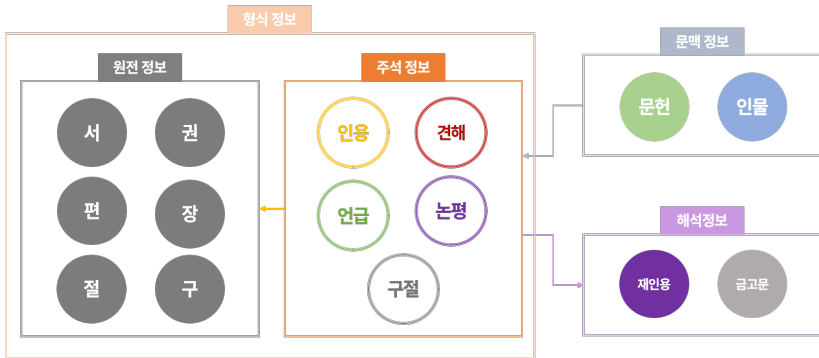 형식 정보
원전 정보
서
권
편
장
절
구
주석 정보
인용
견해
언급
논평
구절
문맥 정보
문헌
인물
해석정보
재인용
금고문